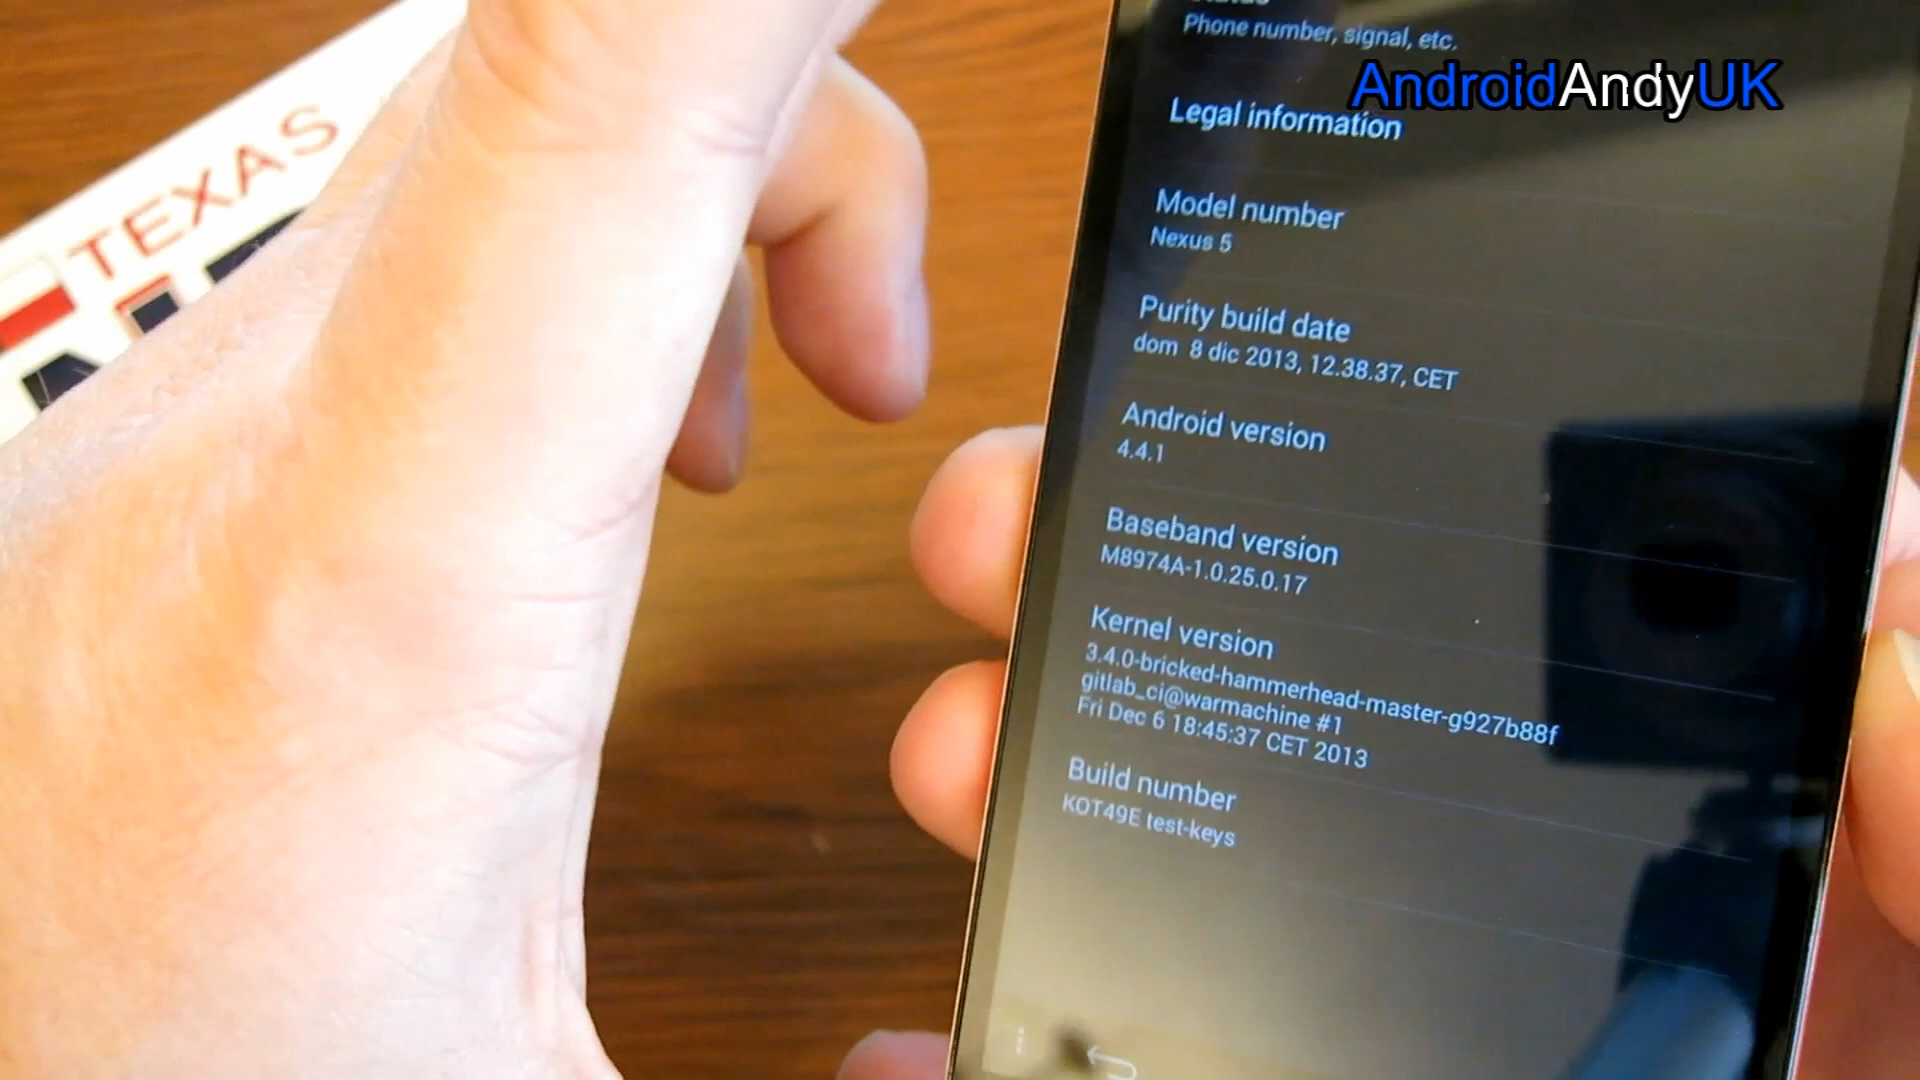 Phone number, signal, etc.
AndroidAndyUK
Legal information
Model number
Nexus 5
Purity build date
dom 8 dic 2013, 12.38.37, CET
Android version
4.4.1
Baseband version
M8974A-1.0.25.0.17
Kernel version
3.4.0-bricked-hammerhead-master-g927b88f
gitlab_ci@warmachine #1
Fri Dec 6 18:45:37 CET 2013
Build number
KOT49E test-keys
TEXAS